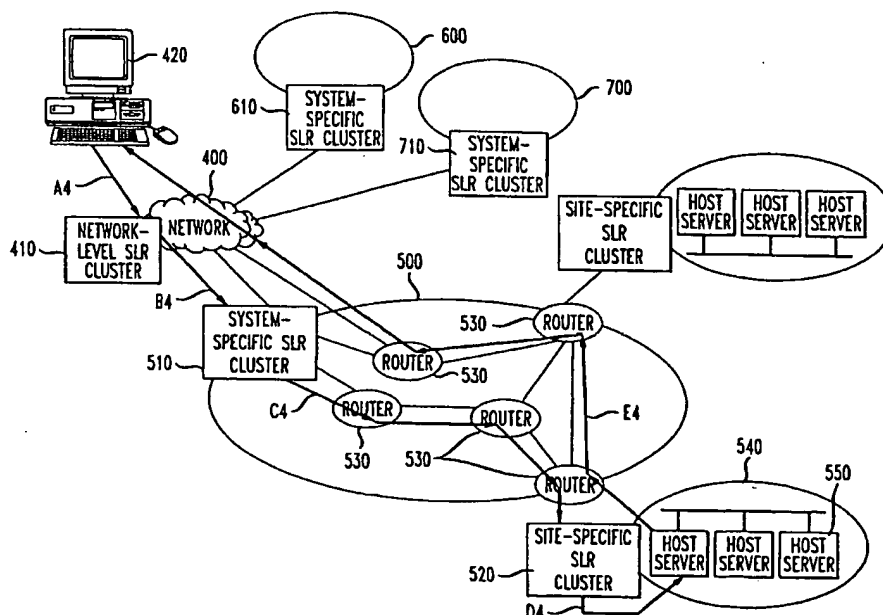 420
600
SYSTEM-
SPECIFIC
SLR CLUSTER
610
700
SYSTEM-
SPECIFIC
SLR CLUSTER
710
A4
400
NETWORK
NETWORK-
LEVEL SLR
CLUSTER
410
B4
SITE-SPECIFIC
SLR
CLUSTER
HOST
SERVER
HOST
SERVER
HOST
SERVER
500
SYSTEM-
SPECIFIC SLR
CLUSTER
510
530
ROUTER
ROUTER
530
C4
ROUTER
530
ROUTER
530
E4
ROUTER
540
550
SITE-SPECIFIC
SLR
CLUSTER
520
HOST
SERVER
HOST
SERVER
HOST
SERVER
D4